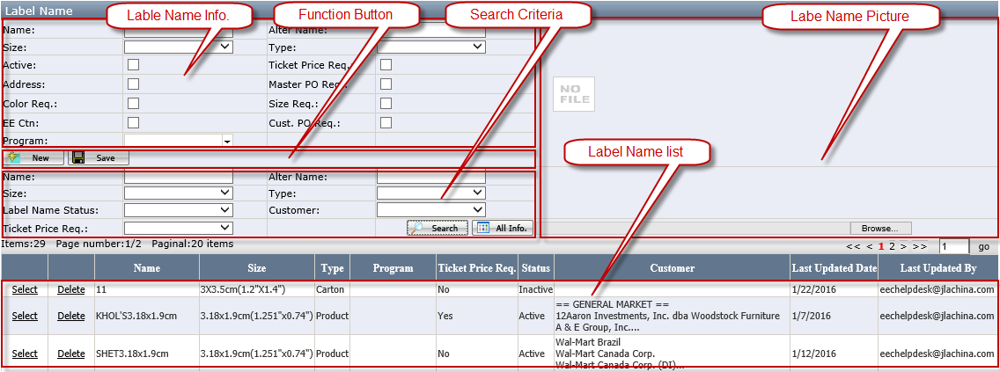 Label Name
Lable Name Info.
Function Button
Search Criteria
Labe Name Picture
Name: Alter Name:
Size: Type:
Active: Ticket Price Req.
Address: Master PO Req.
Color Req.: Size Req.:
EE Ctn: Cust. PO Req.:
Program:
NO FILE
New Save
Label Name list
Name: Alter Name:
Size: Type:
Label Name Status: Customer:
Ticket Price Req.: Search All Info. Browse...
Items:29 Page number:1/2 Paginal:20 items << < 1 2 > >> 1 go
Name Size Type Program Ticket Price Req. Status Customer Last Updated Date Last Updated By
Select Delete 11 3X3.5cm(1.2"X1.4") Carton No Inactive 1/22/2016 eechelpdesk@jlachina.com
Select Delete KHOL'S3.18x1.9cm 3.18x1.9cm(1.251"x0.74") Product Yes Active == GENERAL MARKET == 1/7/2016 eechelpdesk@jlachina.com
12Aaron Investments, Inc. dba Woodstock Furniture
A & E Group, Inc....
Select Delete SHET3.18x1.9cm 3.18x1.9cm(1.251"x0.74") Product No Active Wal-Mart Brazil 1/12/2016 eechelpdesk@jlachina.com
Wal-Mart Canada Corp.
Wal-Mart Canada Corp. (DI)...